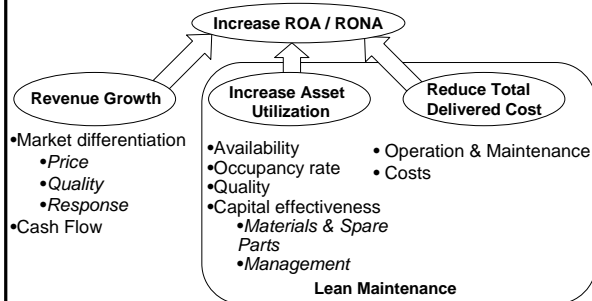 Increase ROA / RONA
Revenue Growth
•Market differentiation
•Price
•Quality
•Response
•Cash Flow
Increase Asset
Utilization
•Availability
•Occupancy rate
•Quality
•Capital effectiveness
•Materials & Spare
Parts
•Management
Reduce Total
Delivered Cost
• Operation & Maintenance
• Costs
Lean Maintenance